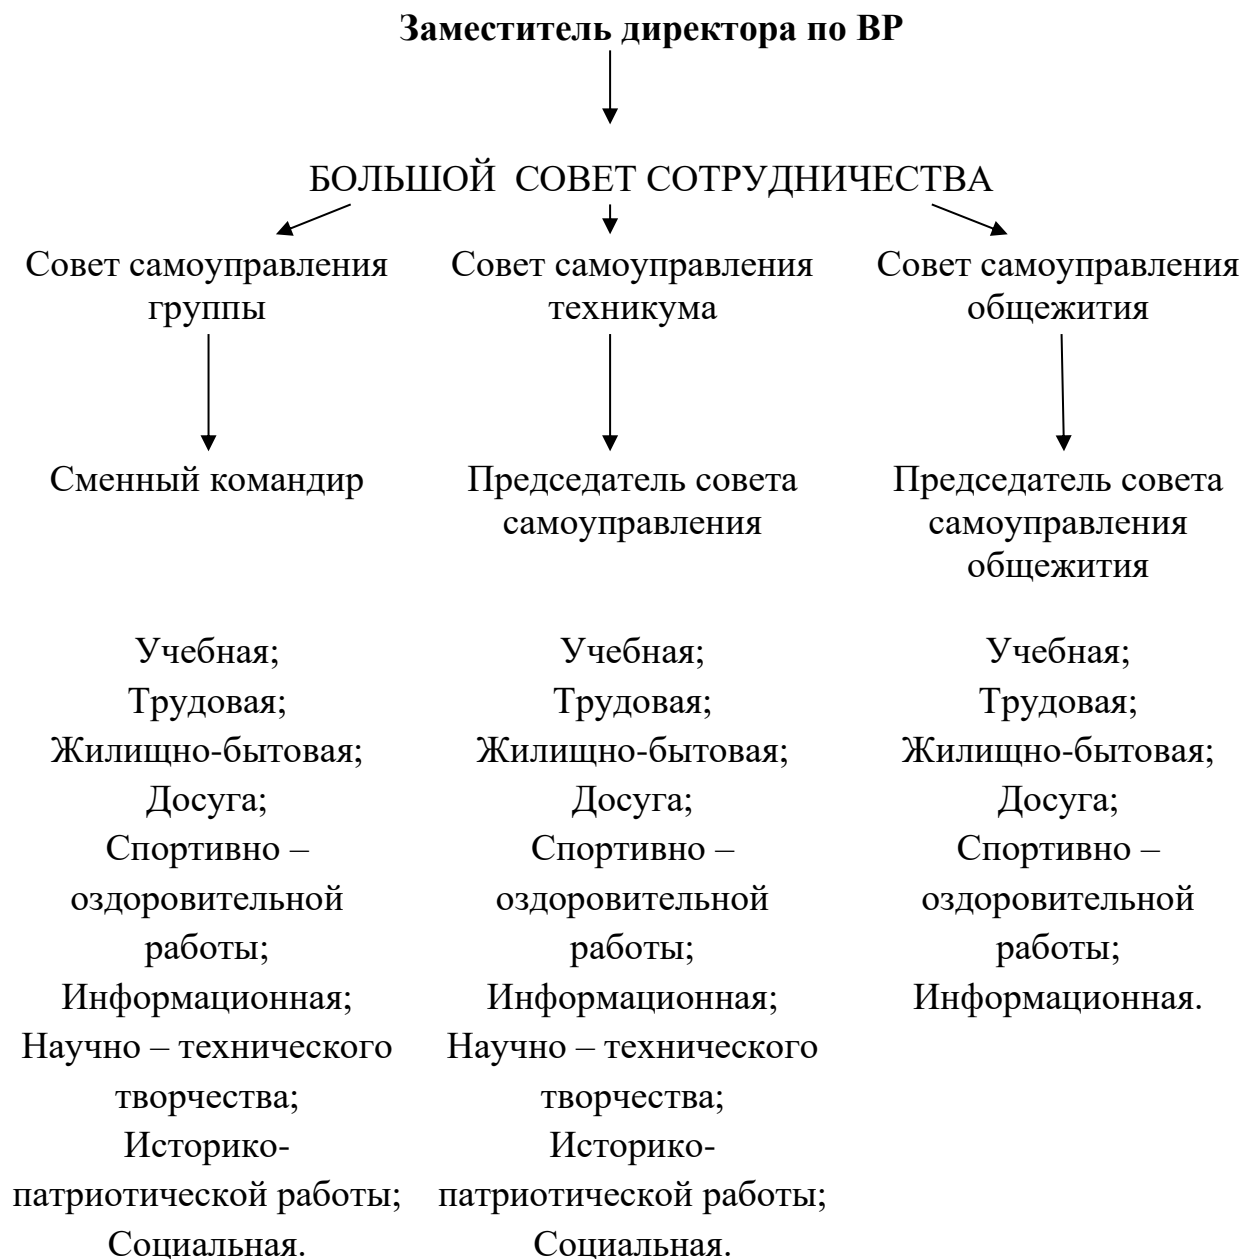 Заместитель директора по ВР
БОЛЬШОЙ СОВЕТ СОТРУДНИЧЕСТВА
Совет самоуправления
группы
Совет самоуправления
техникума
Совет самоуправления
общежития
Сменный командир
Председатель совета
самоуправления
Председатель совета
самоуправления
общежития
Учебная;
Трудовая;
Жилищно-бытовая;
Досуга;
Спортивно –
оздоровительной
работы;
Информационная;
Научно – технического
творчества;
Историко-
патриотической работы;
Социальная.
Учебная;
Трудовая;
Жилищно-бытовая;
Досуга;
Спортивно –
оздоровительной
работы;
Информационная;
Научно – технического
творчества;
Историко-
патриотической работы;
Социальная.
Учебная;
Трудовая;
Жилищно-бытовая;
Досуга;
Спортивно –
оздоровительной
работы;
Информационная.